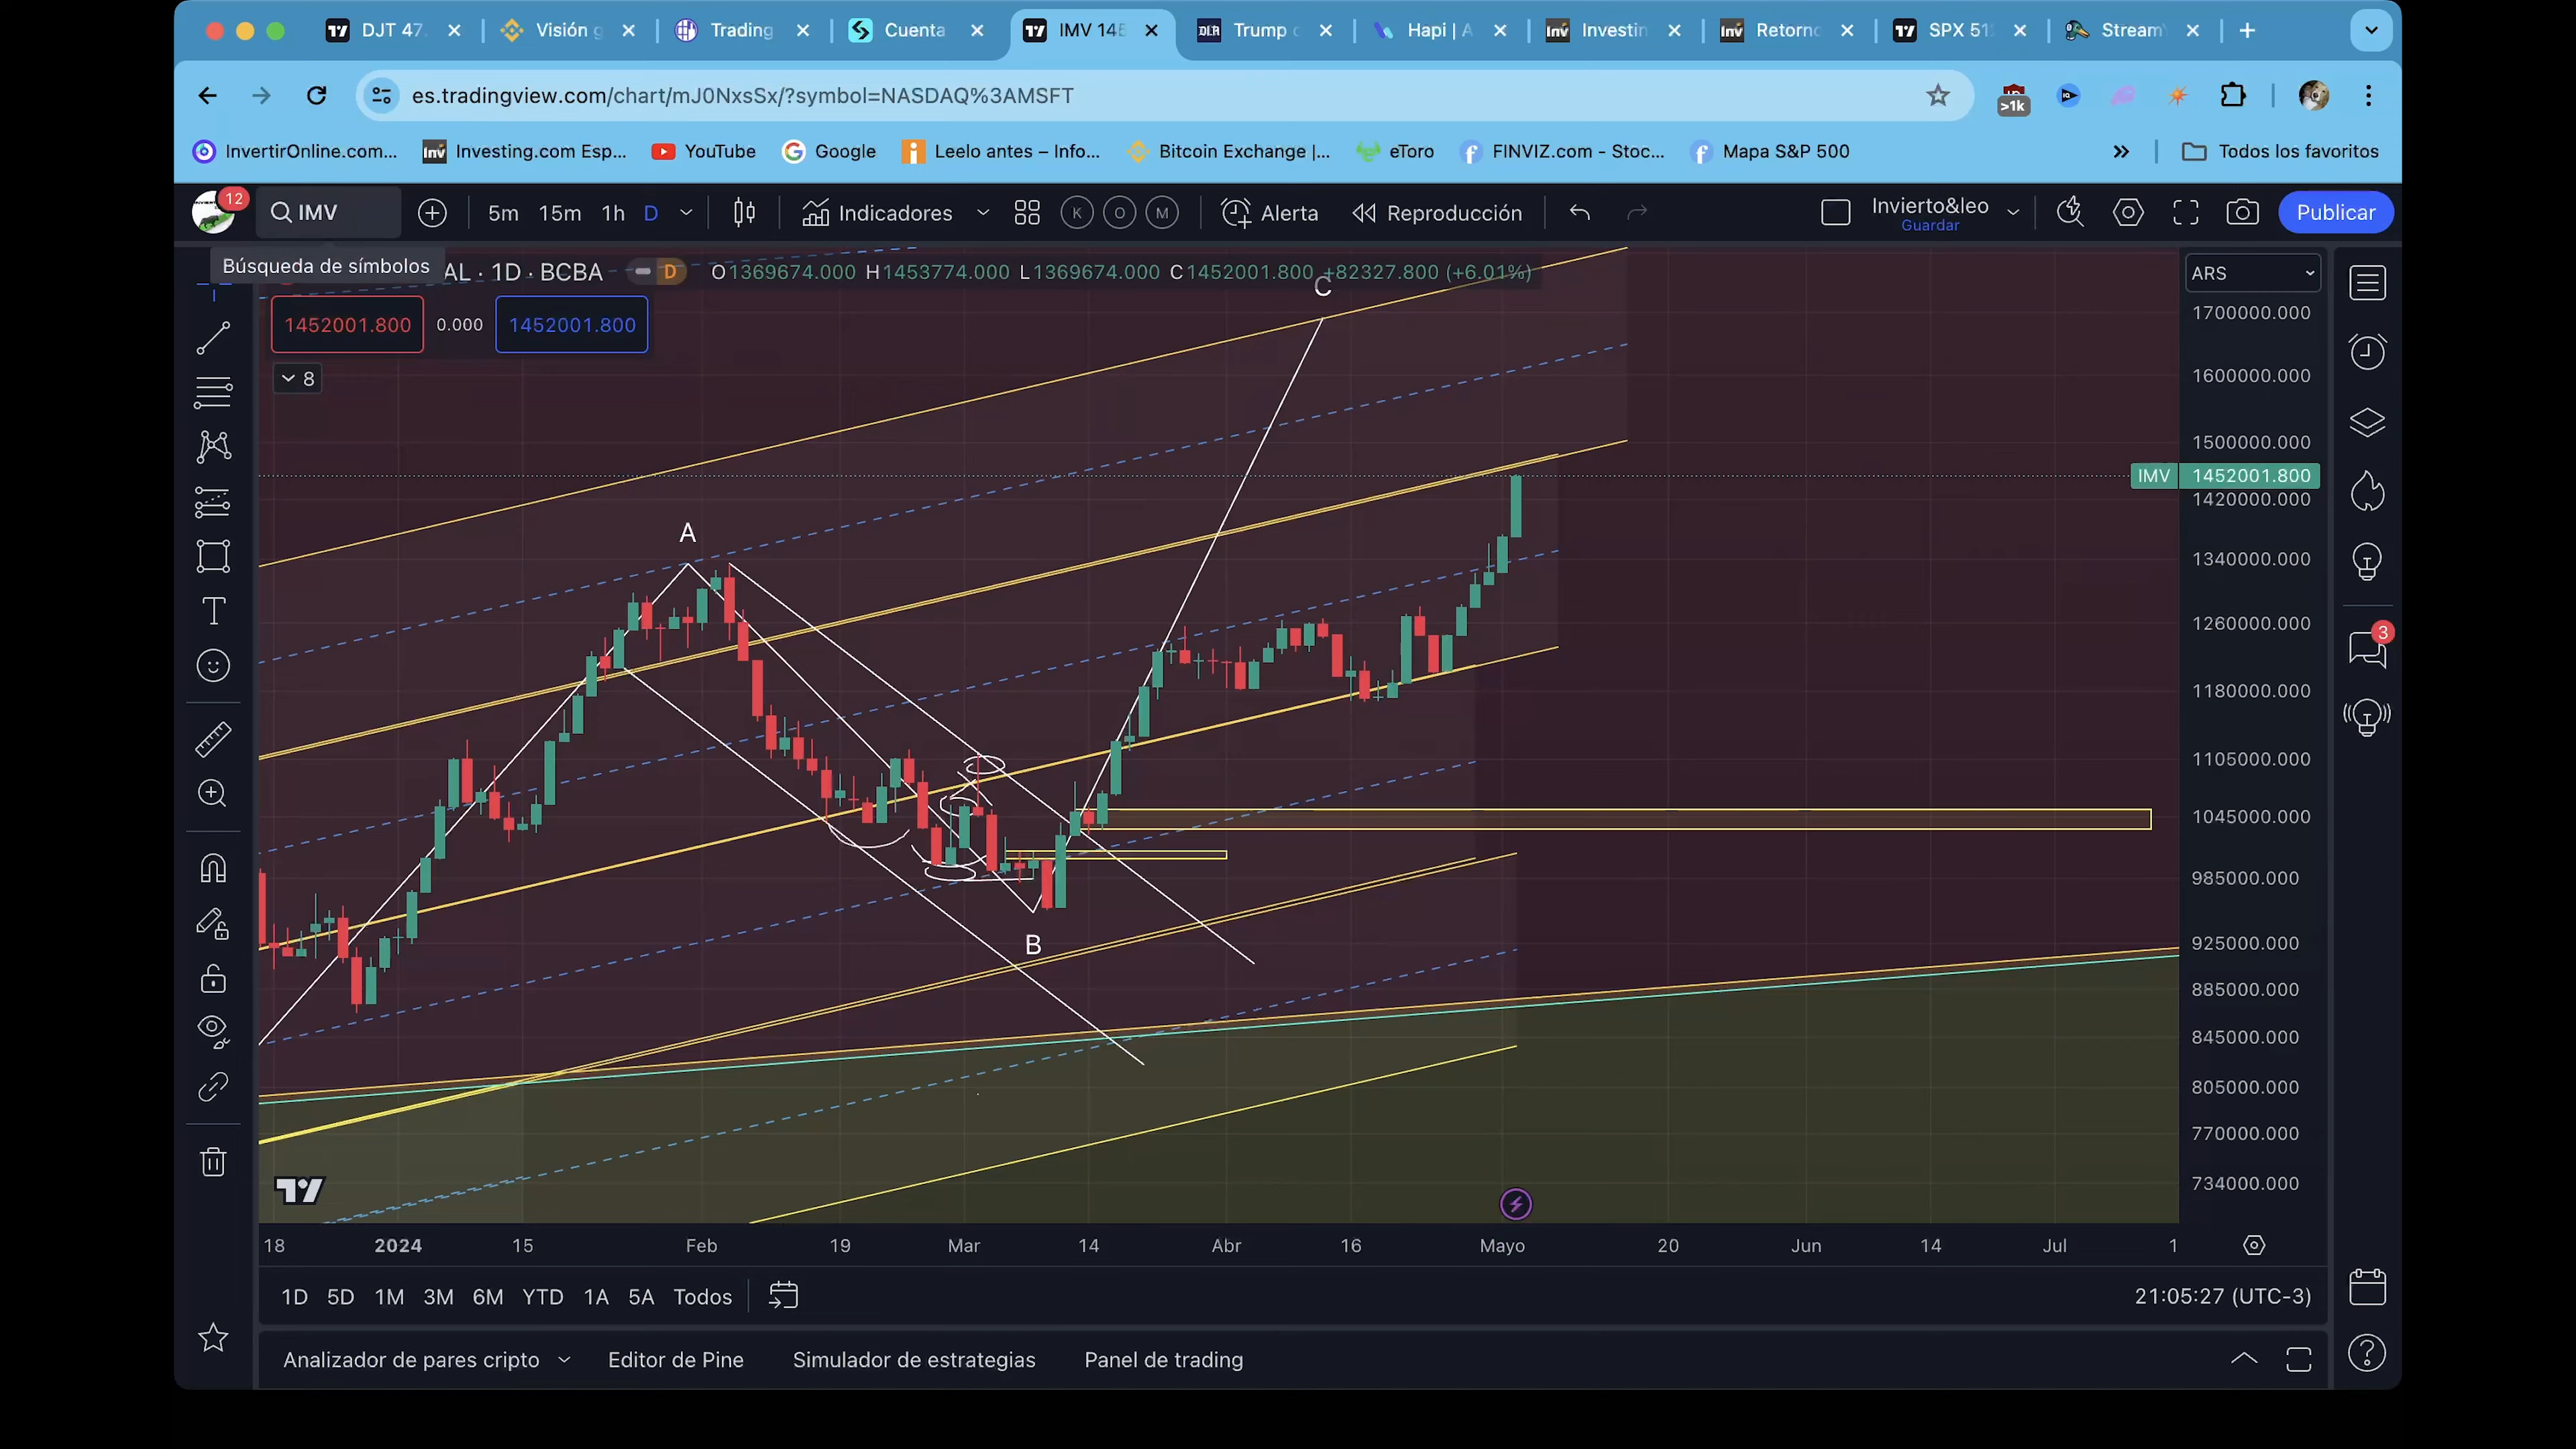 DJT 47.
Visión g
Trading
Cuenta
IMV 145
Trump c
Hapi | A
Investin
Retorno
SPX 51
Stream
es.tradingview.com/chart/mJ0NxsSx/?symbol=NASDAQ%3AMSFT
>1k
InvertirOnline.com...
Investing.com Esp...
YouTube
Google
Leelo antes – Info...
Bitcoin Exchange |...
eToro
FINVIZ.com - Stoc...
Mapa S&P 500
Todos los favoritos
12
IMV
5m
15m
1h
D
Indicadores
K
O
M
Alerta
Reproducción
Invierto&leo
Guardar
Publicar
Búsqueda de símbolos
AL · 1D · BCBA
D
O1369674.000 H1453774.000 L1369674.000 C1452001.800 +82327.800 (+6.01%)
ARS
1452001.800
0.000
1452001.800
8
C
A
B
1700000.000
1600000.000
1500000.000
IMV 1452001.800
1420000.000
1340000.000
1260000.000
1180000.000
1105000.000
1045000.000
985000.000
925000.000
885000.000
845000.000
805000.000
770000.000
734000.000
3
18
2024
15
Feb
19
Mar
14
Abr
16
Mayo
20
Jun
14
Jul
1
1D
5D
1M
3M
6M
YTD
1A
5A
Todos
21:05:27 (UTC-3)
Analizador de pares cripto
Editor de Pine
Simulador de estrategias
Panel de trading